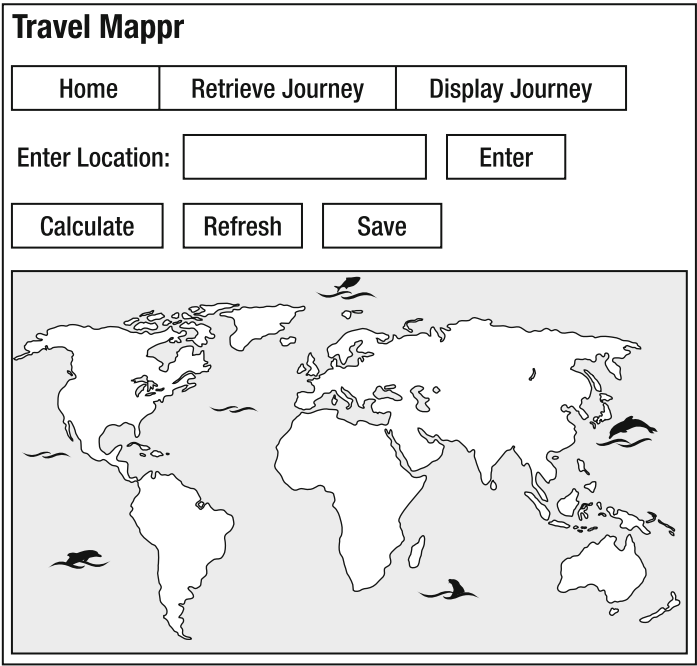 Travel Mappr
Home Retrieve Journey Display Journey
Enter Location: Enter
Calculate Refresh Save